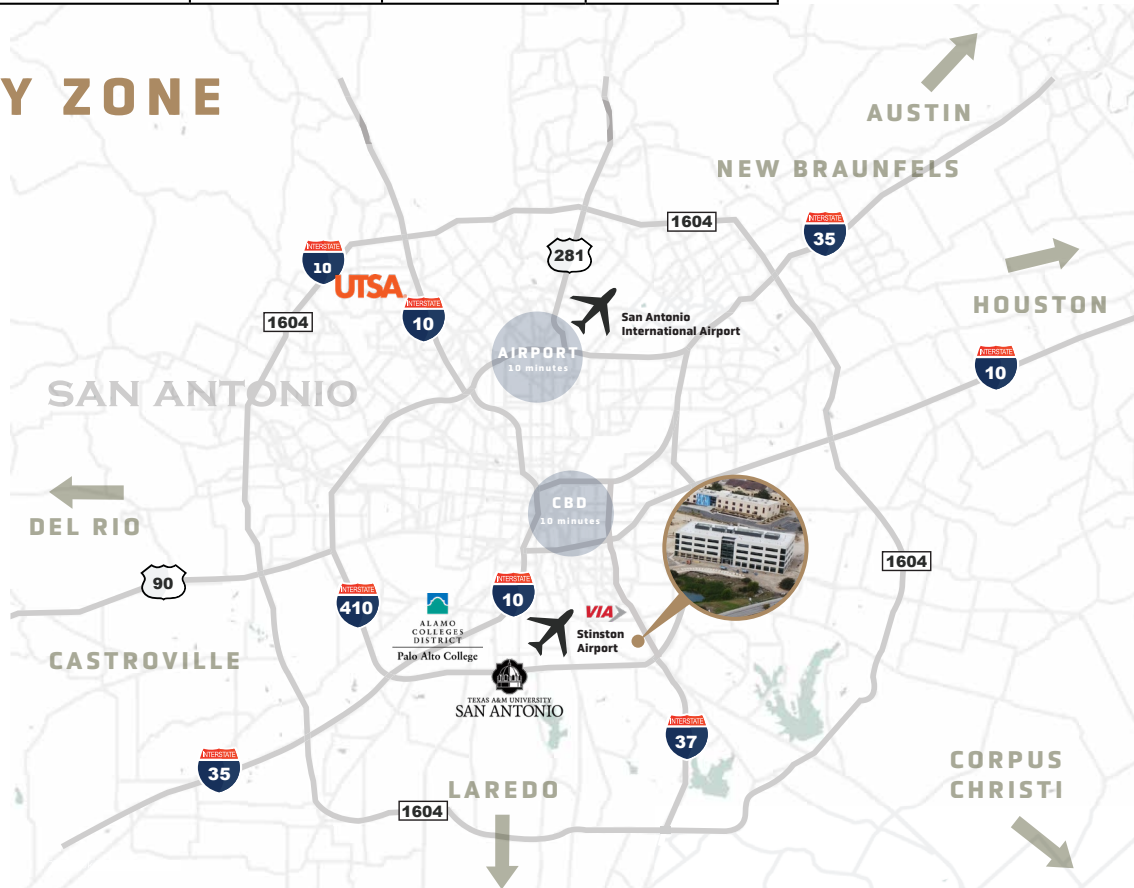 Y ZONE
AUSTIN
NEW BRAUNFELS
1604
INTERSTATE
35
281
INTERSTATE
10
UTSA
HOUSTON
INTERSTATE
10
1604
San Antonio
International Airport
AIRPORT
10 minutes
INTERSTATE
10
SAN ANTONIO
DEL RIO
CBD
10 minutes
1604
90
INTERSTATE
410
INTERSTATE
10
ALAMO
COLLEGES
DISTRICT
Palo Alto College
VIA
Stinston
Airport
CASTROVILLE
TEXAS A&M UNIVERSITY
SAN ANTONIO
INTERSTATE
37
INTERSTATE
35
CORPUS
CHRISTI
LAREDO
1604